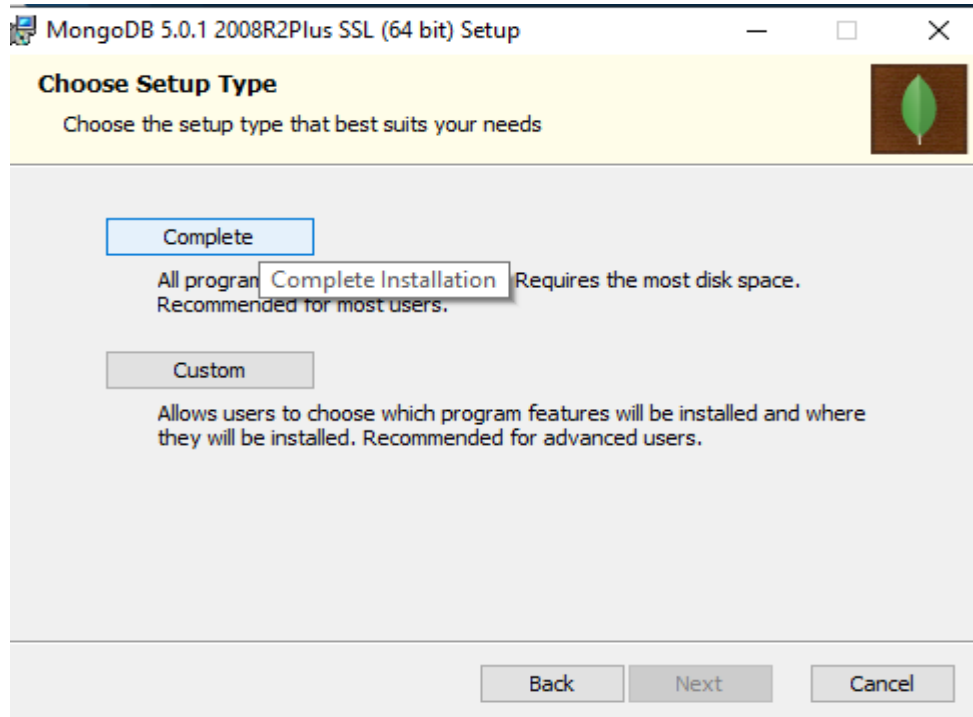 MongoDB 5.0.1 2008R2Plus SSL (64 bit) Setup
Choose Setup Type
Choose the setup type that best suits your needs
Complete
All program
Complete Installation
Requires the most disk space.
Recommended for most users.
Custom
Allows users to choose which program features will be installed and where
they will be installed. Recommended for advanced users.
Back
Next
Cancel